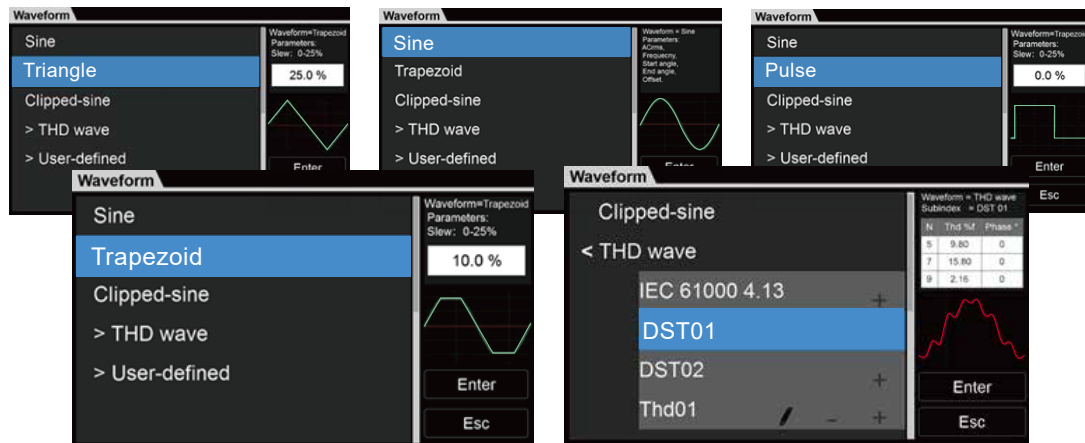 Waveform
Sine
Triangle
Clipped-sine
> THD wave
> User-defined
Waveform=Trapezoid
Parameters:
Slew: 0-25%
25.0 %
Enter
Waveform
Sine
Trapezoid
Clipped-sine
> THD wave
> User-defined
Waveform = Sine
Parameters:
ACrms,
Frequecny,
Start angle,
End angle,
Offset.
Enter
Waveform
Sine
Pulse
Clipped-sine
> THD wave
> User-defined
Waveform=Trapezoid
Parameters:
Slew: 0-25%
0.0 %
Enter
Esc
Waveform
Sine
Trapezoid
Clipped-sine
> THD wave
> User-defined
Waveform=Trapezoid
Parameters:
Slew: 0-25%
10.0 %
Enter
Esc
Waveform
Clipped-sine
< THD wave
IEC 61000 4.13 +
DST01
DST02 +
Thd01 - +
Waveform = THD wave
Subindex = DST 01
N Thd %f Phase °
5 9.80 0
7 15.80 0
9 2.16 0
Enter
Esc